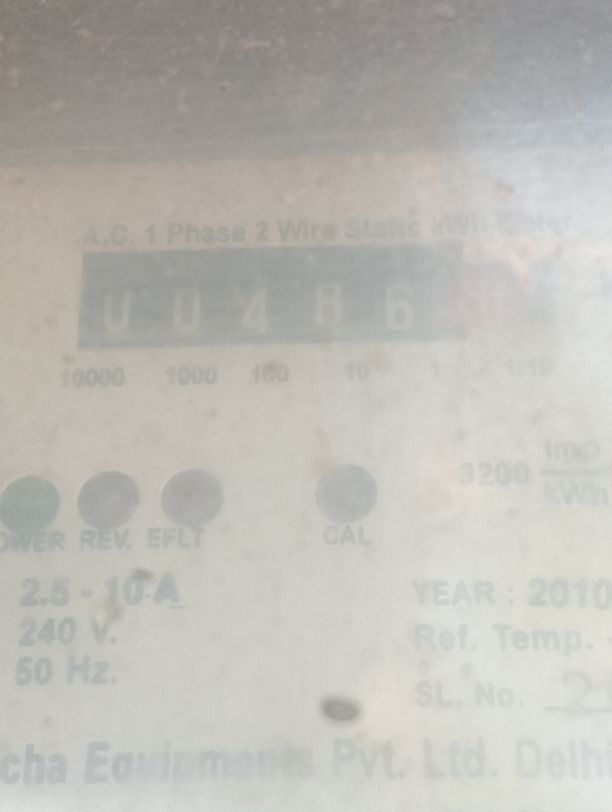 A.C. 1 Phase 2 Wire Static kWh Meter
0 0 4 8 6
10000 1000 100 10 1 1/10
3200 Imp/kWh
OWER REV. EFLT CAL
2.5 - 10 A YEAR : 2010
240 V. Ref. Temp.
50 Hz. SL. No. 2
cha Equipments Pvt. Ltd. Delhi